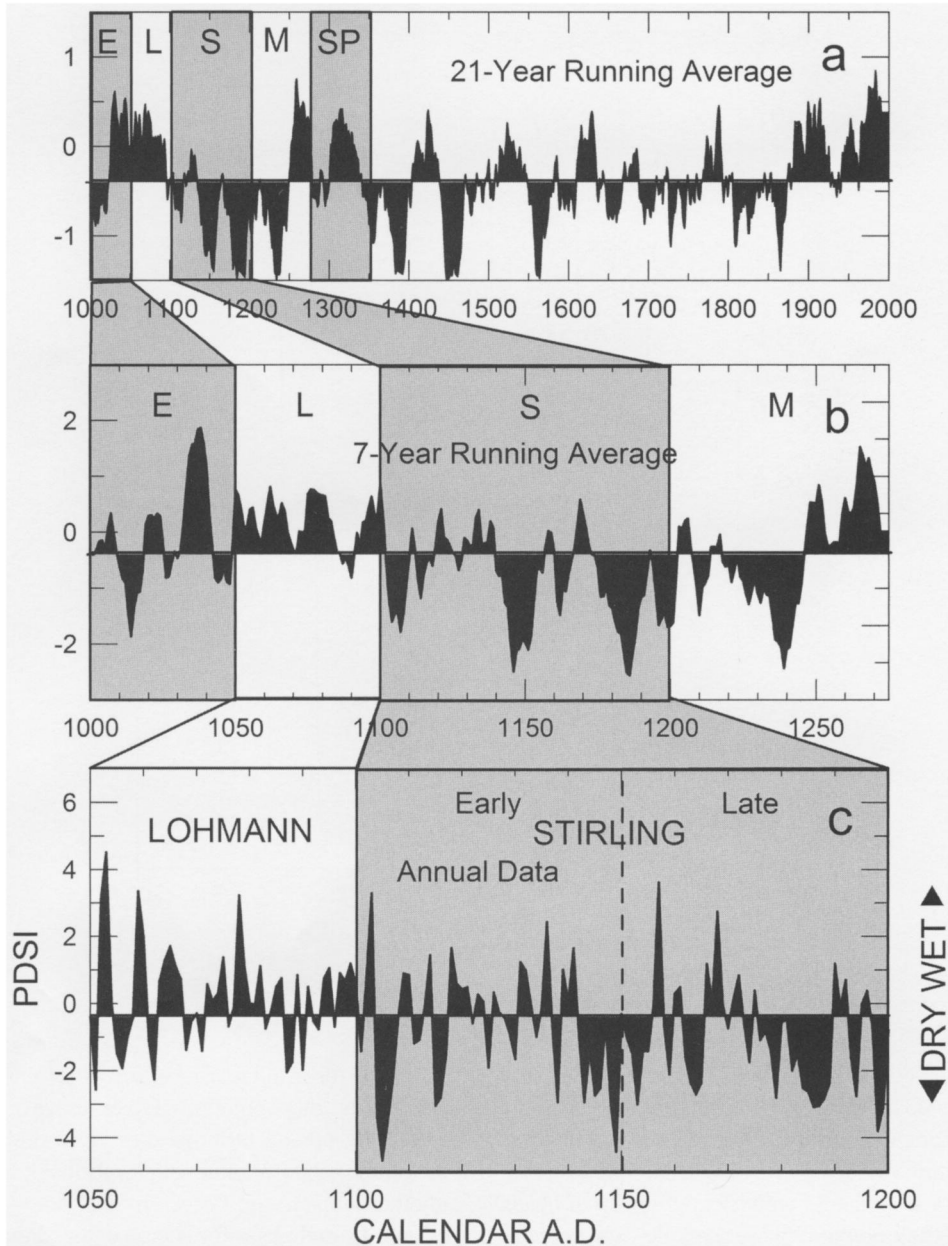 E L S M SP
21-Year Running Average a
1
0
-1
1000 1100 1200 1300 1400 1500 1600 1700 1800 1900 2000
E L S M b
7-Year Running Average
2
0
-2
1000 1050 1100 1150 1200 1250
Early Late c
LOHMANN STIRLING
Annual Data
6
4
2
0
-2
-4
PDSI
◀DRY WET▶
1050 1100 1150 1200
CALENDAR A.D.